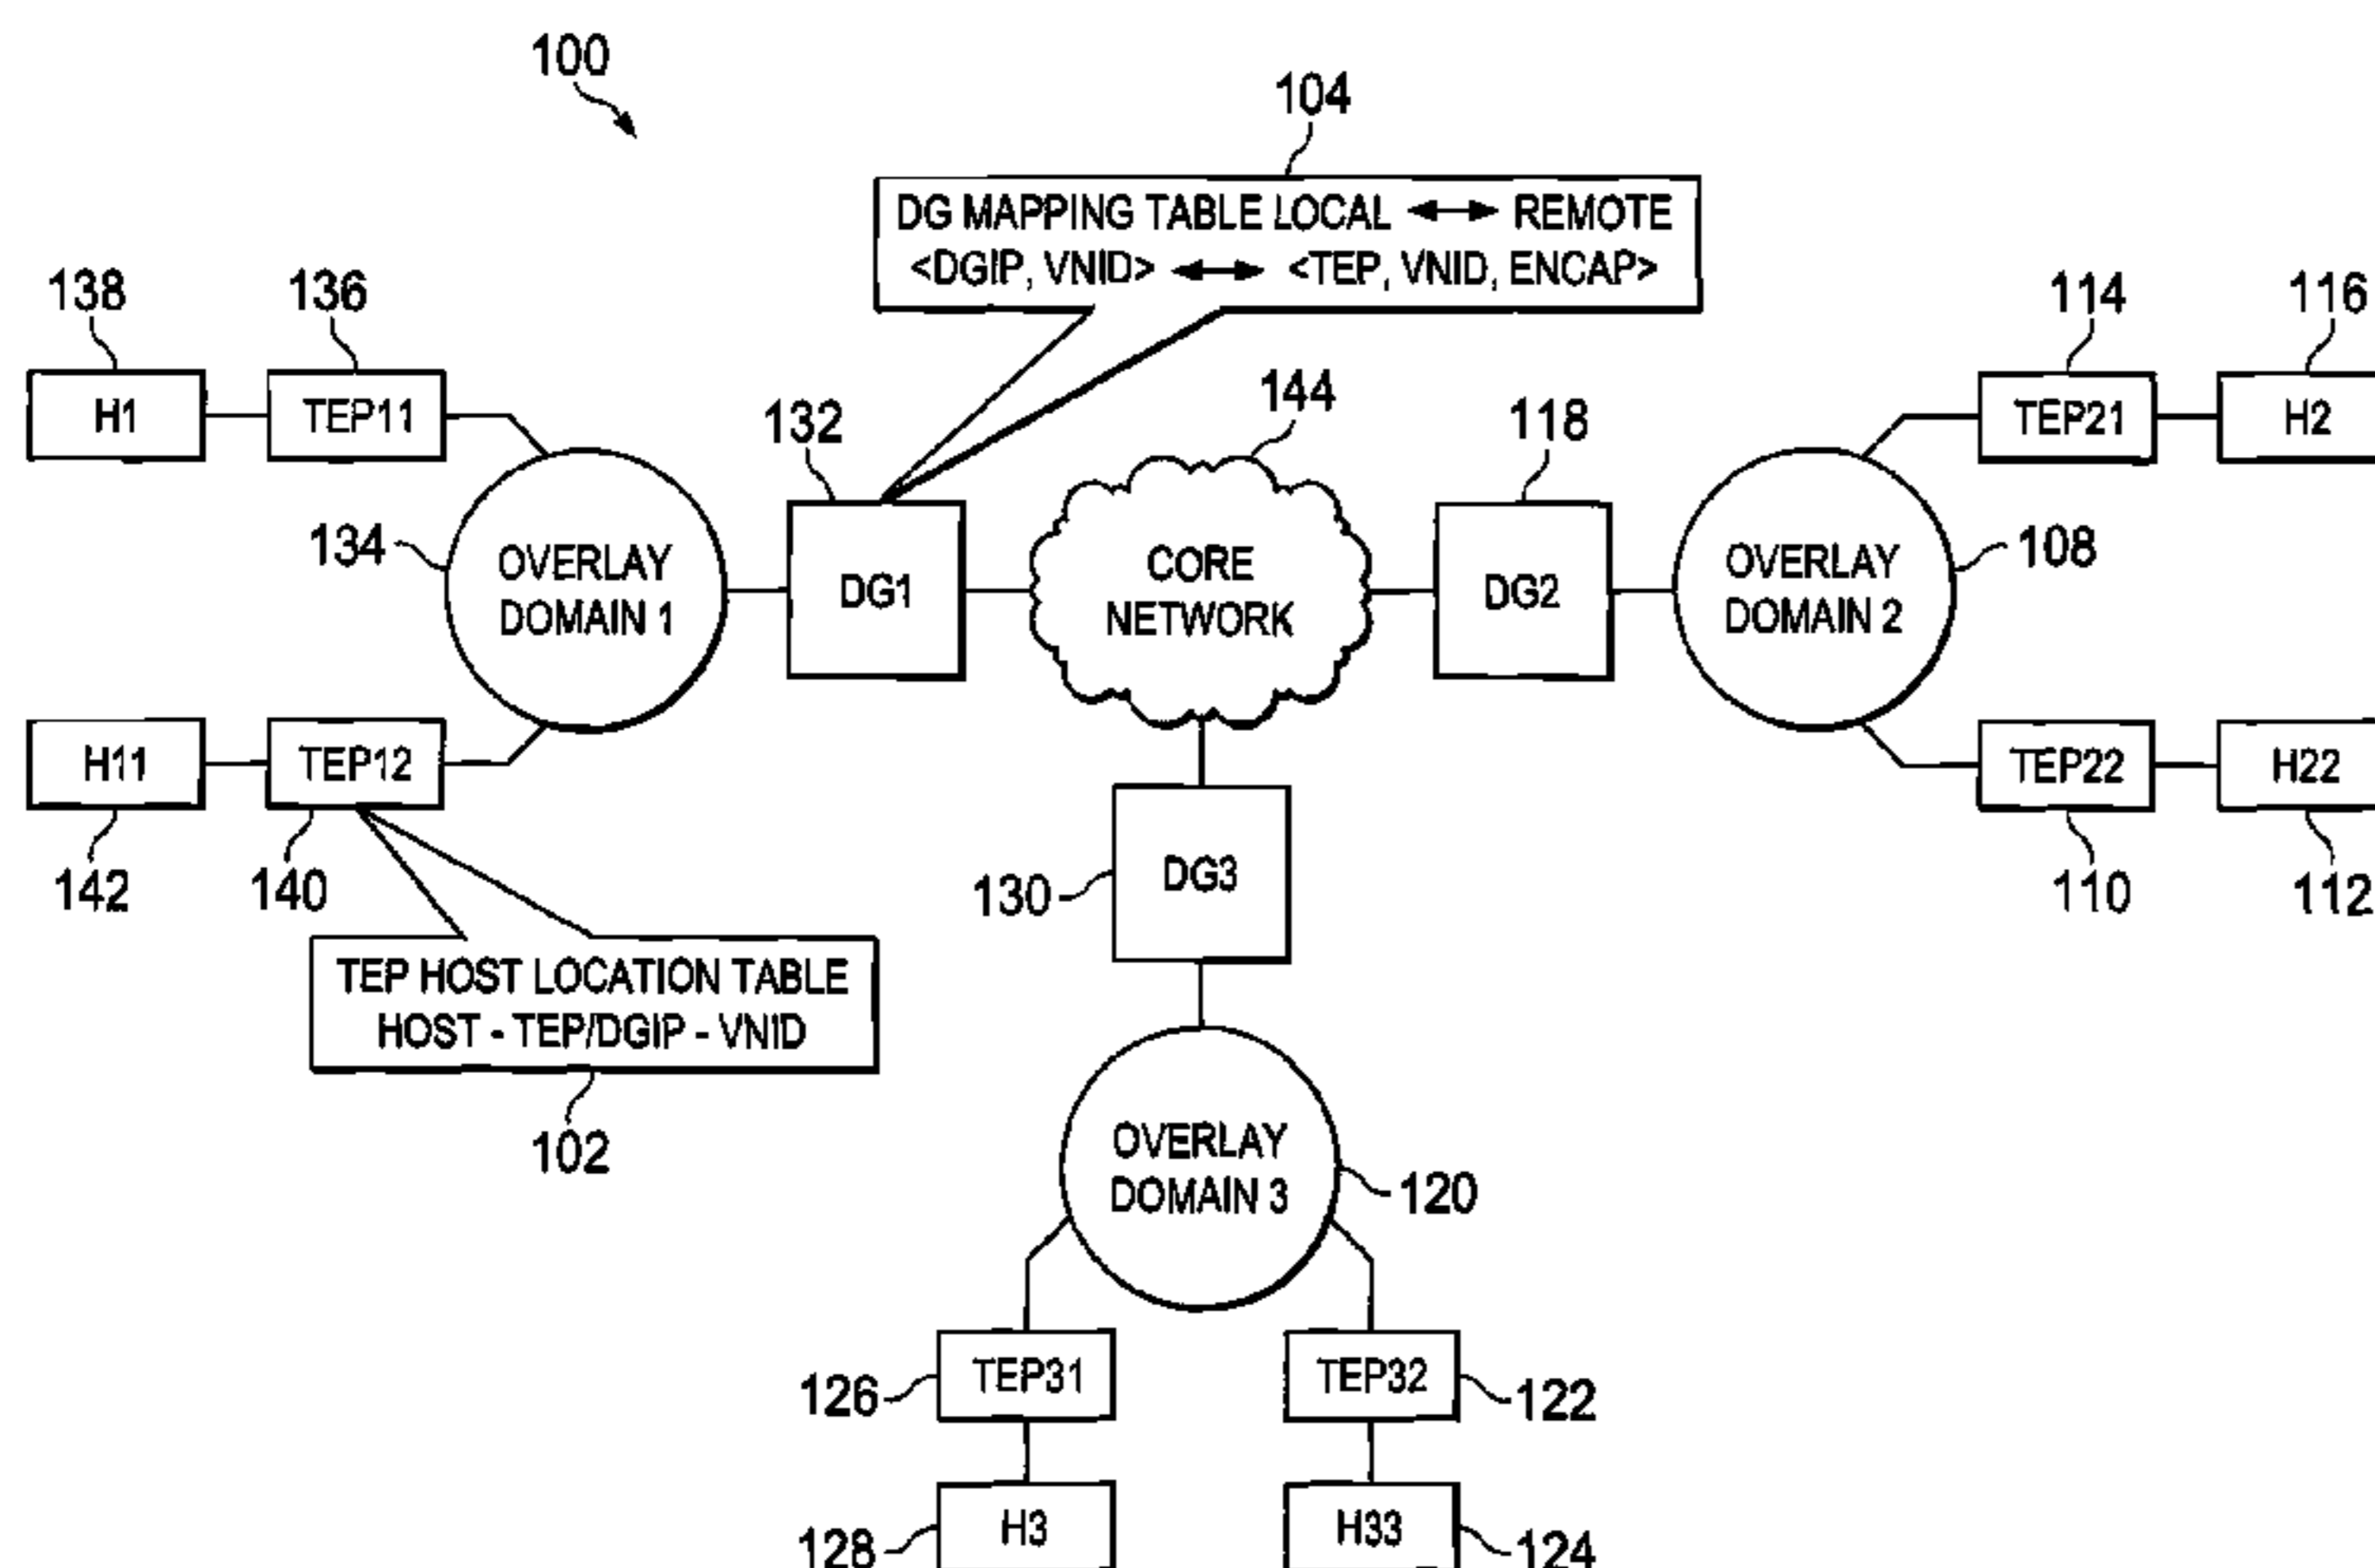 100
104
DG MAPPING TABLE LOCAL ↔ REMOTE
<DGIP, VNID> ↔ <TEP, VNID, ENCAP>
138
136
114
116
H1
TEP11
132
144
118
TEP21
H2
134
OVERLAY
DOMAIN 1
DG1
CORE
NETWORK
DG2
OVERLAY
DOMAIN 2
108
H11
TEP12
TEP22
H22
142
140
130
DG3
110
112
TEP HOST LOCATION TABLE
HOST - TEP/DGIP - VNID
102
OVERLAY
DOMAIN 3
120
126
TEP31
TEP32
122
128
H3
H33
124